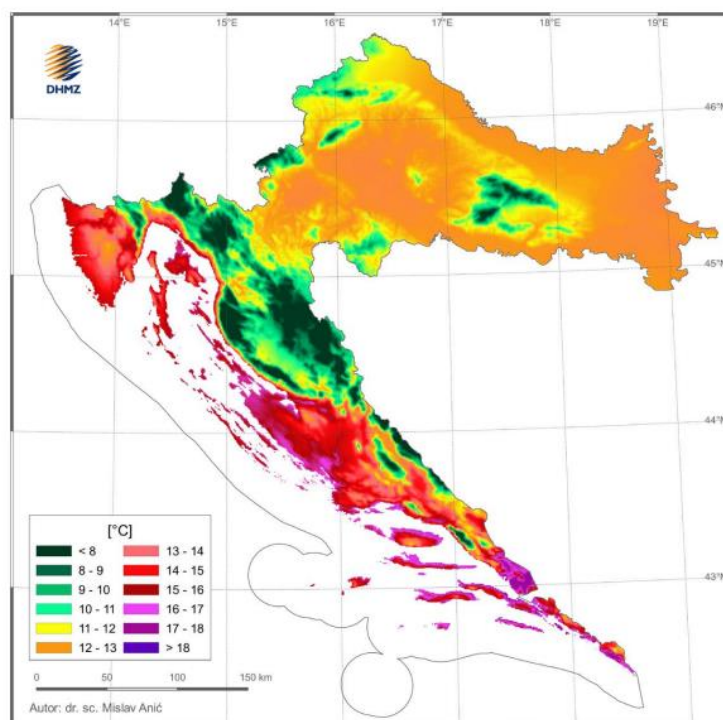 14°E 15°E 16°E 17°E 18°E 19°E
DHMZ
46°N
45°N
44°N
43°N
[°C]
< 8 13 - 14
8 - 9 14 - 15
9 - 10 15 - 16
10 - 11 16 - 17
11 - 12 17 - 18
12 - 13 > 18
0 50 100 150 km
Autor: dr. sc. Mislav Anić